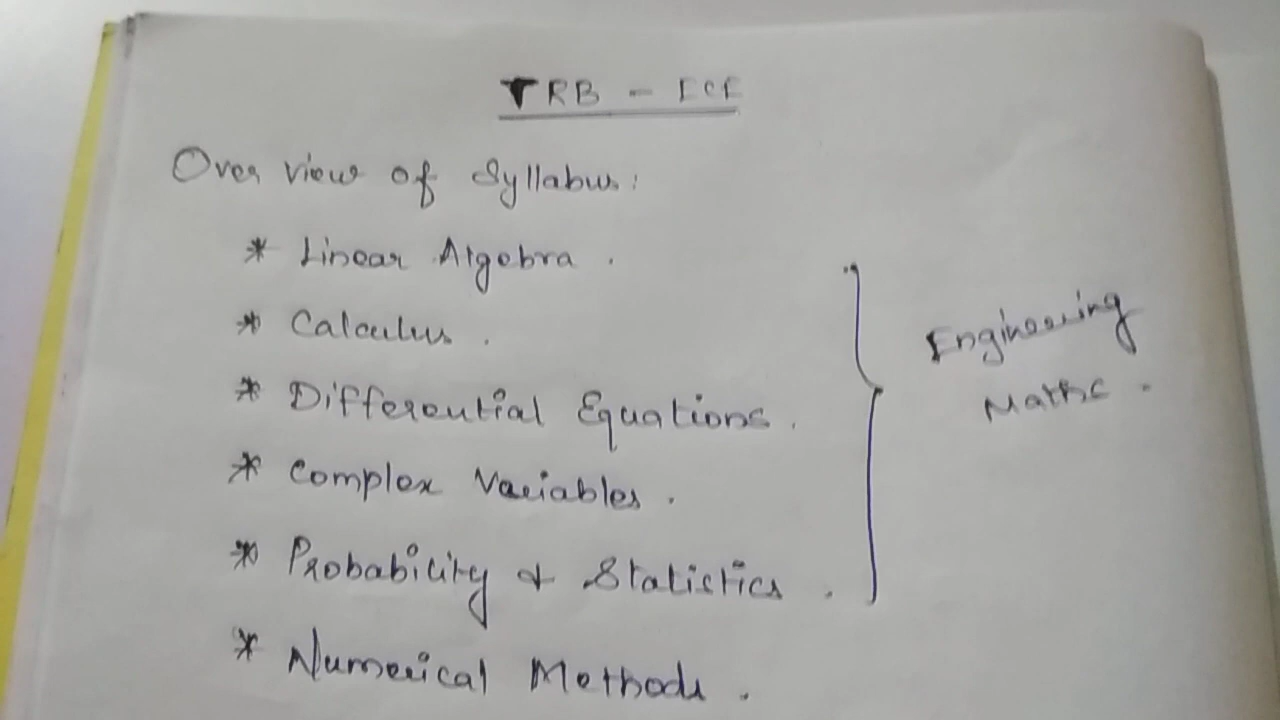 TRB - ECE
Over view of Syllabus:
* Linear Algebra.
* Calculus.
* Differential Equations.
* Complex Variables.
* Probability & Statistics.
* Numerical Methods.
Engineering
Maths.